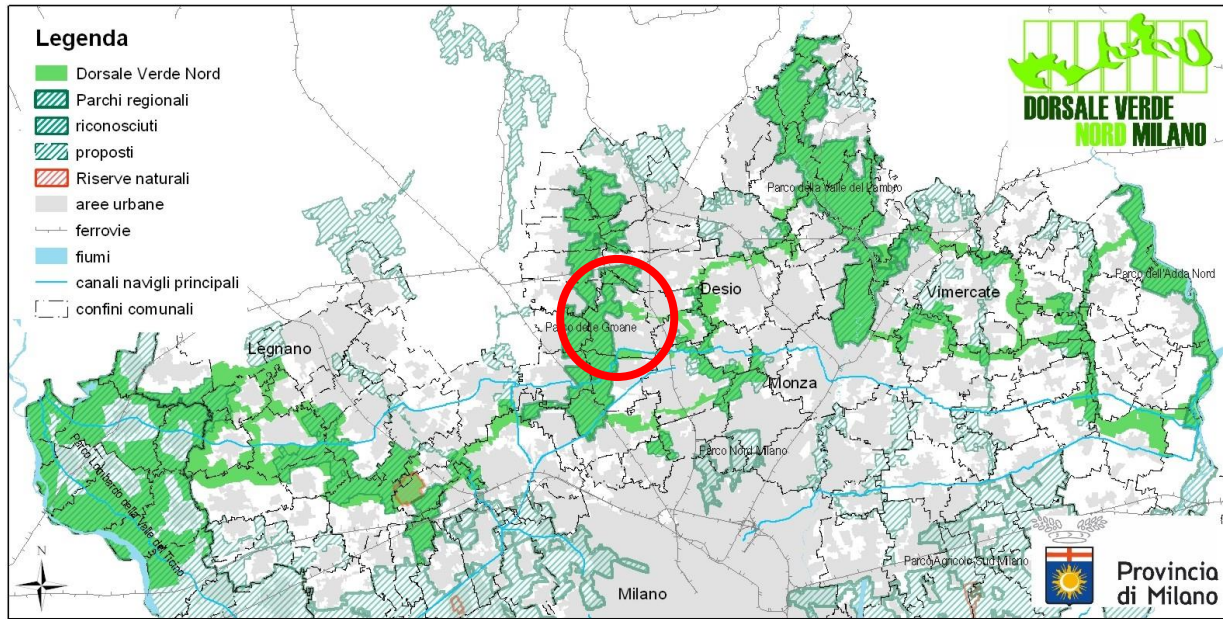 Legenda
Dorsale Verde Nord
Parchi regionali
riconosciuti
proposti
Riserve naturali
aree urbane
ferrovie
fiumi
canali navigli principali
confini comunali
DORSALE VERDE
NORD MILANO
Parco della Valle del Lambro
Parco dell'Adda Nord
Desio
Vimercate
Parco delle Groane
Legnano
Monza
Parco Nord Milano
Parco Lombardo della Valle del Ticino
Parco Agricolo Sud Milano
Milano
N
Provincia
di Milano